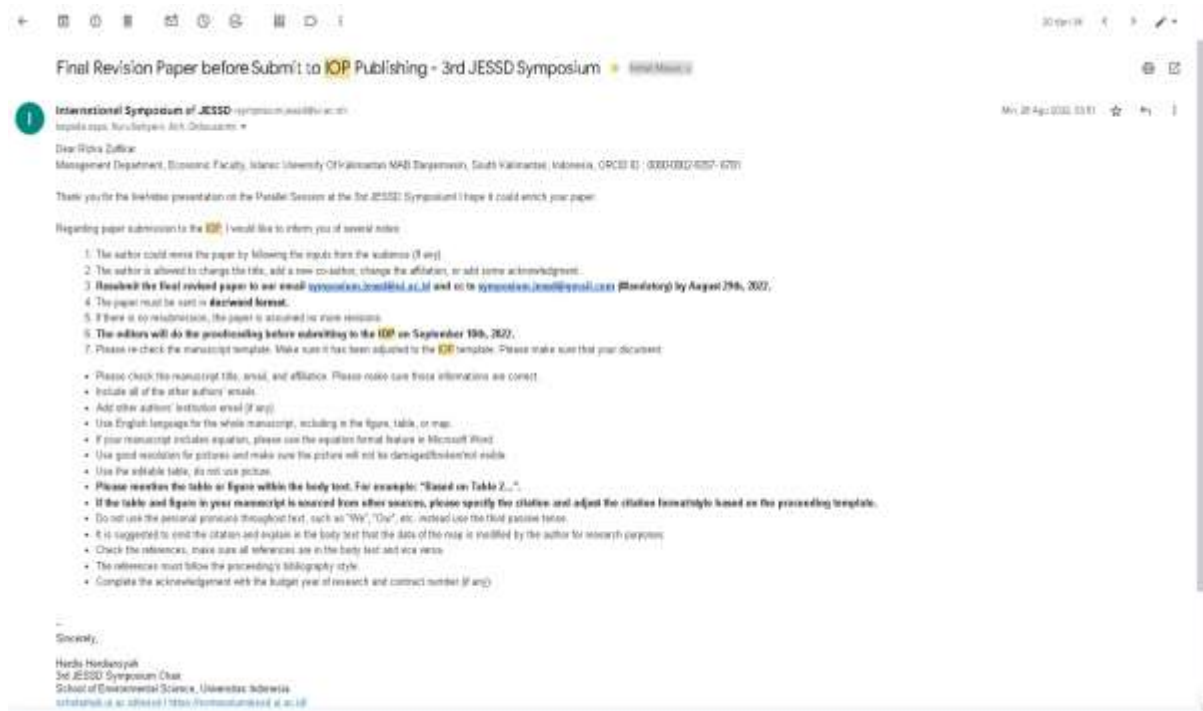 Final Revision Paper before Submit to IOP Publishing - 3rd JESSD Symposium
International Symposium of JESSD
Dear Rizka Zulfikar
Management Department, Economic Faculty, Islamic University Of Kalimantan MAB Banjarmasin, South Kalimantan, Indonesia, ORCID ID :
Thank you for the live/video presentation on the Parallel Session at the 3rd JESSD Symposium! I hope it could enrich your paper.
Regarding paper submission to the IOP, I would like to inform you of several notes:
1. The author could revise the paper by following the inputs from the audience (if any)
2. The author is allowed to change the title, add a new co-author, change the affiliation, or add some acknowledgment.
3. Resubmit the final revised paper to our email symposium.jessd@ui.ac.id and cc to symposium.jessd@gmail.com (Mandatory) by August 29th, 2022.
4. The paper must be sent in doc/word format.
5. If there is no resubmission, the paper is assumed no more revisions.
6. The editors will do the proofreading before submitting to the IOP on September 10th, 2022.
7. Please re-check the manuscript template. Make sure it has been adjusted to the IOP template. Please make sure that your document:
• Please check the manuscript title, email, and affiliation. Please make sure those informations are correct.
• Include all of the other authors' emails.
• Add other authors' institution email (if any)
• Use English language for the whole manuscript, including in the figure, table, or map.
• If your manuscript includes equation, please use the equation format feature in Microsoft Word.
• Use good resolution for pictures and make sure the picture will not be damaged/broken/not visible.
• Use the editable table, do not use picture.
• Please mention the table or figure within the body text. For example: "Based on Table 2...".
• If the table and figure in your manuscript is sourced from other sources, please specify the citation and adjust the citation format/style based on the proceeding template.
• Do not use the personal pronouns throughout text, such as "We", "Our", etc. instead use the third passive tense.
• It is suggested to omit the citation and explain in the body text that the data of the map is modified by the author for research purposes.
• Check the references, make sure all references are in the body text and vice versa.
• The references must follow the proceeding's bibliography style.
• Complete the acknowledgement with the budget year of research and contract number (if any)
--
Sincerely,
Herdis Herdiansyah
3rd JESSD Symposium Chair
School of Environmental Science, Universitas Indonesia